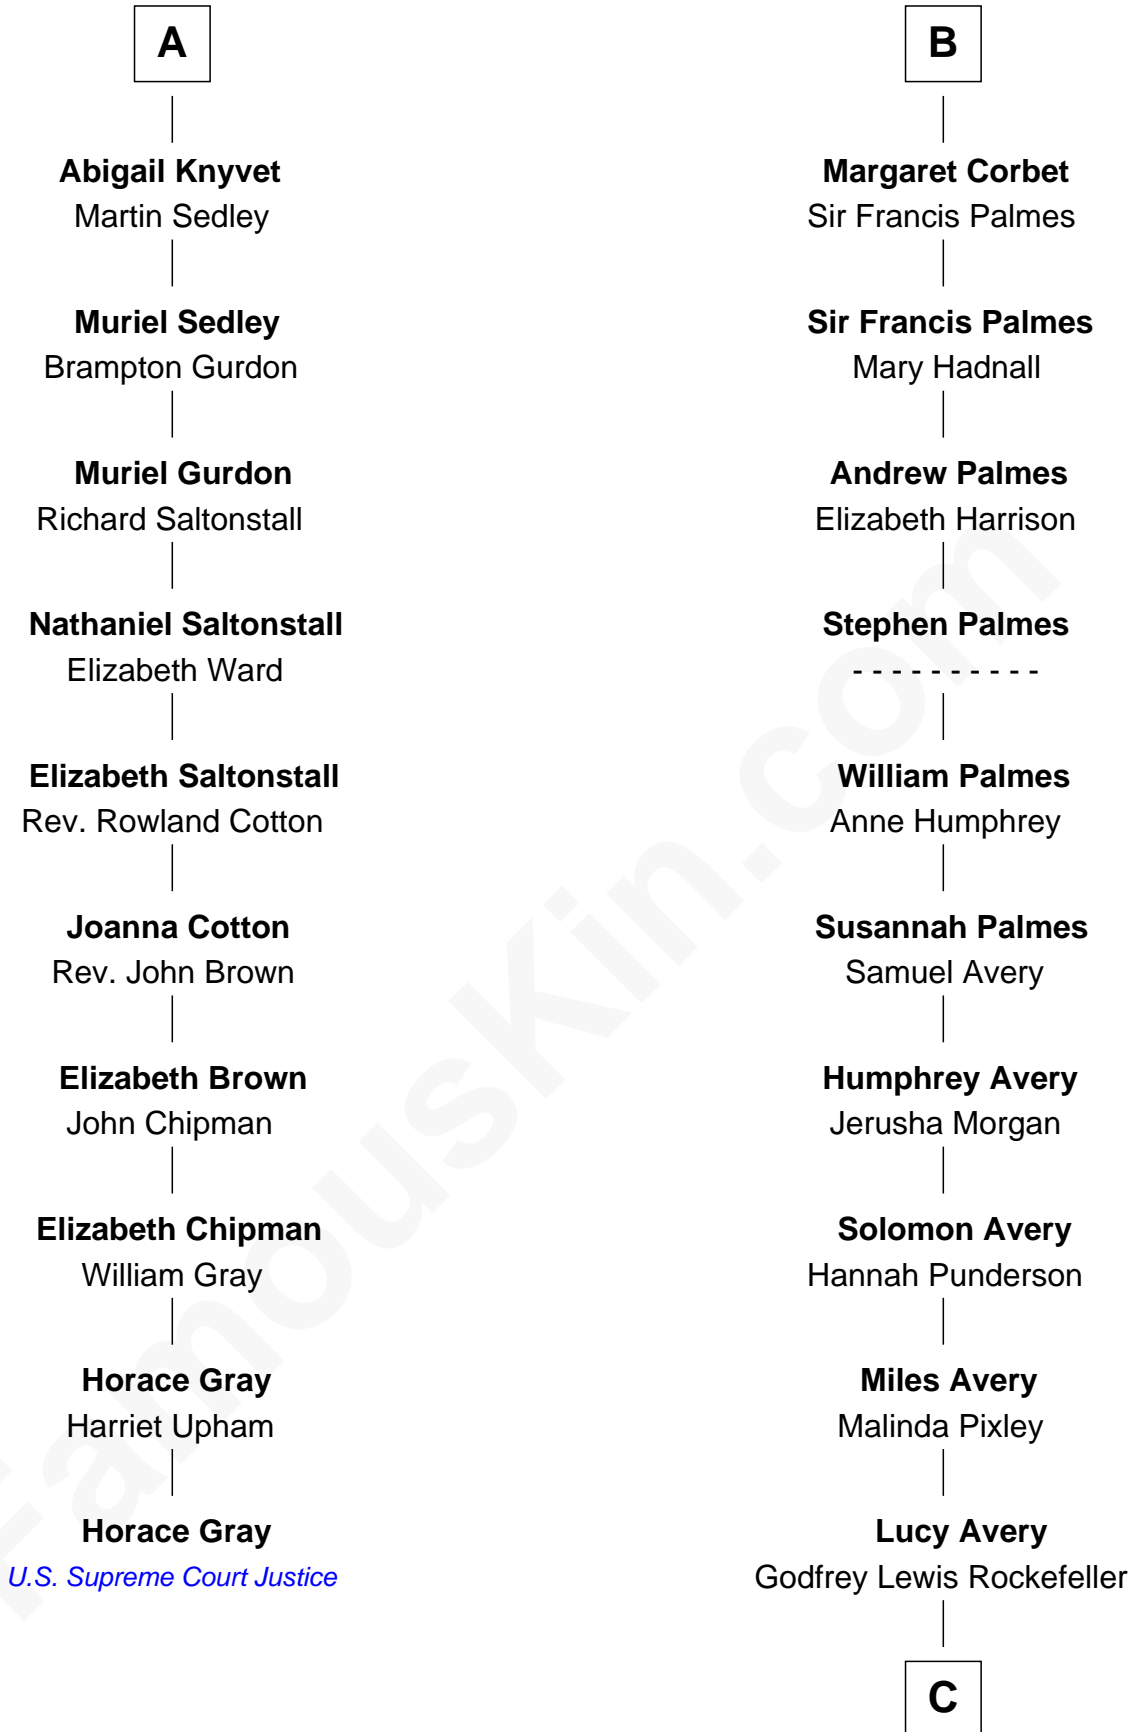 A
Abigail Knyvet
Martin Sedley
Muriel Sedley
Brampton Gurdon
Muriel Gurdon
Richard Saltonstall
Nathaniel Saltonstall
Elizabeth Ward
Elizabeth Saltonstall
Rev. Rowland Cotton
Joanna Cotton
Rev. John Brown
Elizabeth Brown
John Chipman
Elizabeth Chipman
William Gray
Horace Gray
Harriet Upham
Horace Gray
U.S. Supreme Court Justice
B
Margaret Corbet
Sir Francis Palmes
Sir Francis Palmes
Mary Hadnall
Andrew Palmes
Elizabeth Harrison
Stephen Palmes
- - - - - - - - - -
William Palmes
Anne Humphrey
Susannah Palmes
Samuel Avery
Humphrey Avery
Jerusha Morgan
Solomon Avery
Hannah Punderson
Miles Avery
Malinda Pixley
Lucy Avery
Godfrey Lewis Rockefeller
C
FamousKin.com